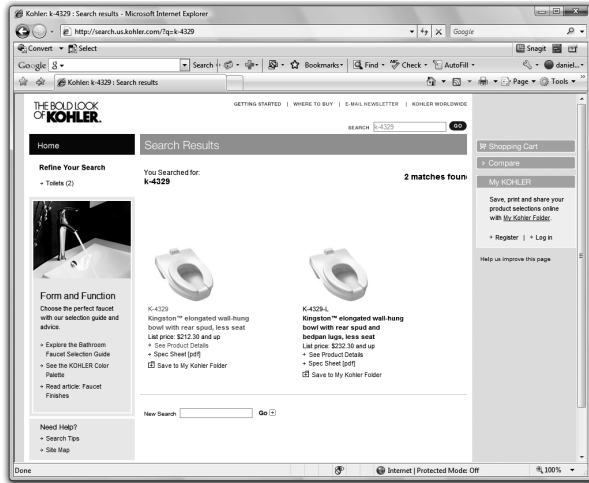 Kohler: k-4329 : Search results - Microsoft Internet Explorer
http://search.us.kohler.com/?q=k-4329
Google
Convert Select
Snagit
Google
Search
Bookmarks
Find
Check
AutoFill
daniel...
Kohler: k-4329 : Search results
Page
Tools
THE BOLD LOOK
OF KOHLER.
GETTING STARTED | WHERE TO BUY | E-MAIL NEWSLETTER | KOHLER WORLDWIDE
SEARCH k-4329 GO
Home
Search Results
Refine Your Search
Toilets (2)
You Searched for:
k-4329
2 matches foun
Shopping Cart
Compare
My KOHLER
Save, print and share your
product selections online
with My Kohler Folder.
Register | Log in
Help us improve this page
Form and Function
Choose the perfect faucet
with our selection guide and
advice.
Explore the Bathroom
Faucet Selection Guide
See the KOHLER Color
Palette
Read article: Faucet
Finishes
K-4329
Kingston™ elongated wall-hung
bowl with rear spud, less seat
List price: $212.30 and up
See Product Details
Spec Sheet [pdf]
Save to My Kohler Folder
K-4329-L
Kingston™ elongated wall-hung
bowl with rear spud and
bedpan lugs, less seat
List price: $232.30 and up
See Product Details
Spec Sheet [pdf]
Save to My Kohler Folder
New Search Go
Need Help?
Search Tips
Site Map
Done
Internet | Protected Mode: Off
100%